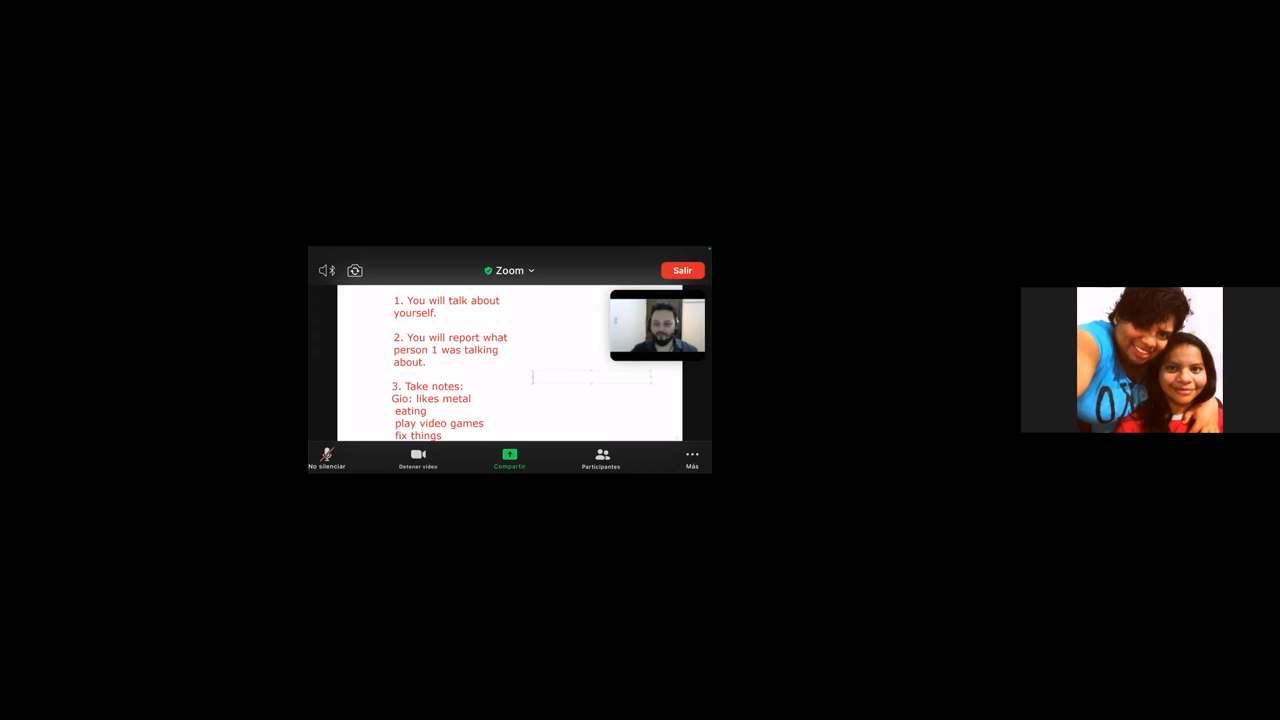 Zoom
Salir
1. You will talk about
yourself.
2. You will report what
person 1 was talking
about.
3. Take notes:
Gio: likes metal
eating
play video games
fix things
No silenciar
Detener video
Compartir
Participantes
Más